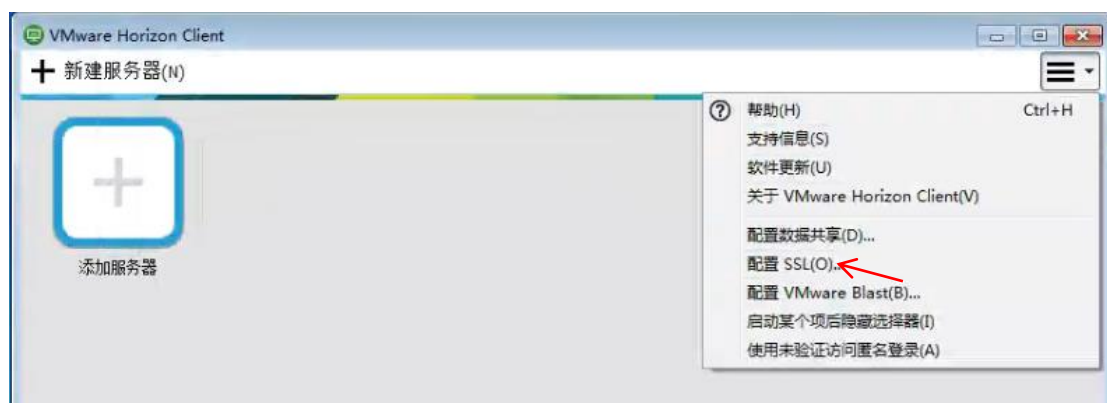 VMware Horizon Client
新建服务器(N)
帮助(H) Ctrl+H
支持信息(S)
软件更新(U)
关于 VMware Horizon Client(V)
配置数据共享(D)...
配置 SSL(O)...
配置 VMware Blast(B)...
启动某个项后隐藏选择器(I)
使用未验证访问匿名登录(A)
添加服务器